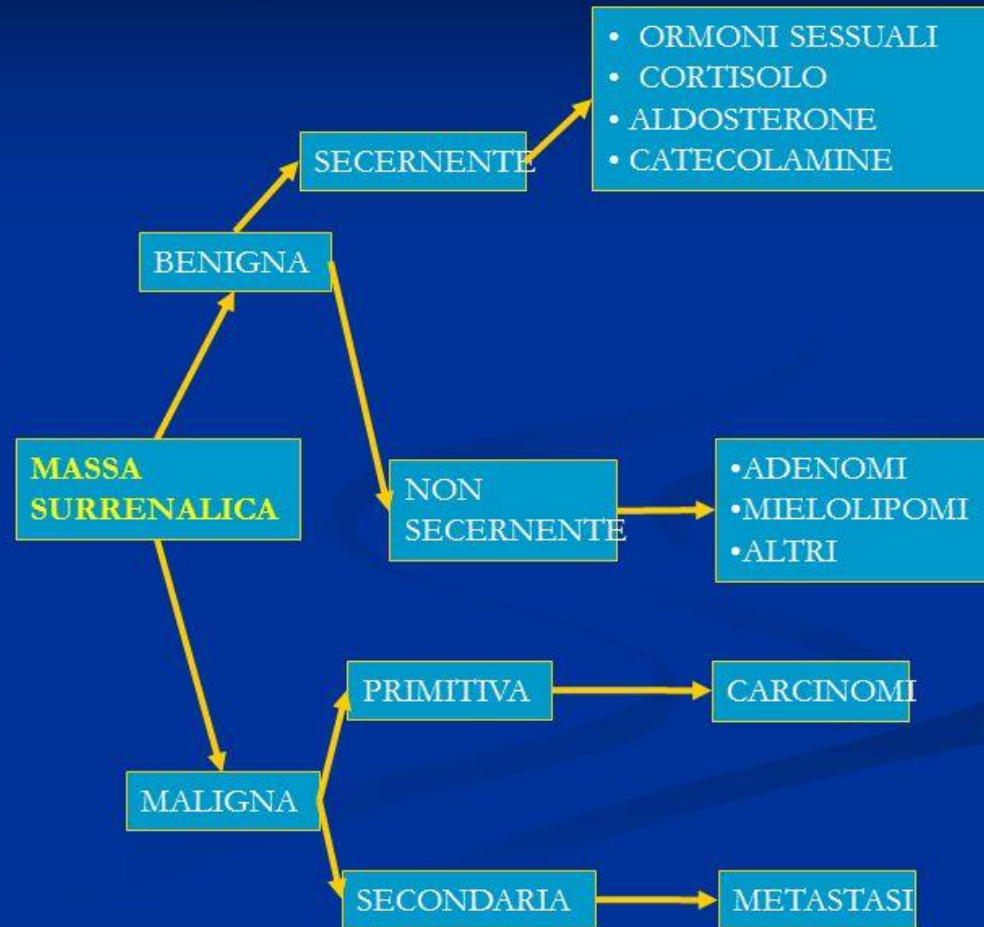 • ORMONI SESSUALI
• CORTISOLO
• ALDOSTERONE
• CATECOLAMINE
SECERNENTE
BENIGNA
MASSA
SURRENALICA
NON
SECERNENTE
•ADENOMI
•MIELOLIPOMI
•ALTRI
PRIMITIVA
CARCINOMI
MALIGNA
SECONDARIA
METASTASI